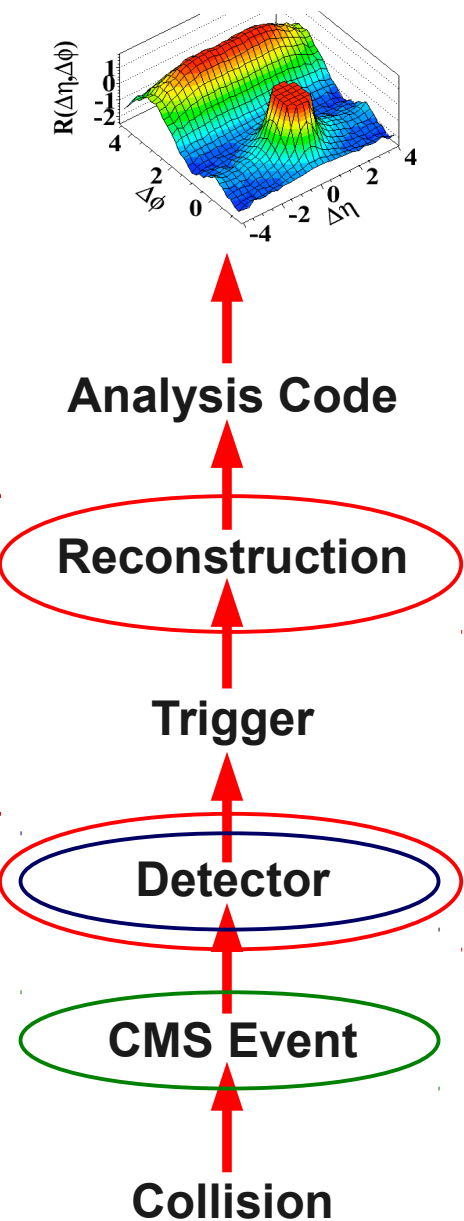 R(Δη,Δϕ)
1
0
-1
-2
4
2
0
Δϕ
-4
-2
0
2
4
Δη
Analysis Code
Reconstruction
Trigger
Detector
CMS Event
Collision